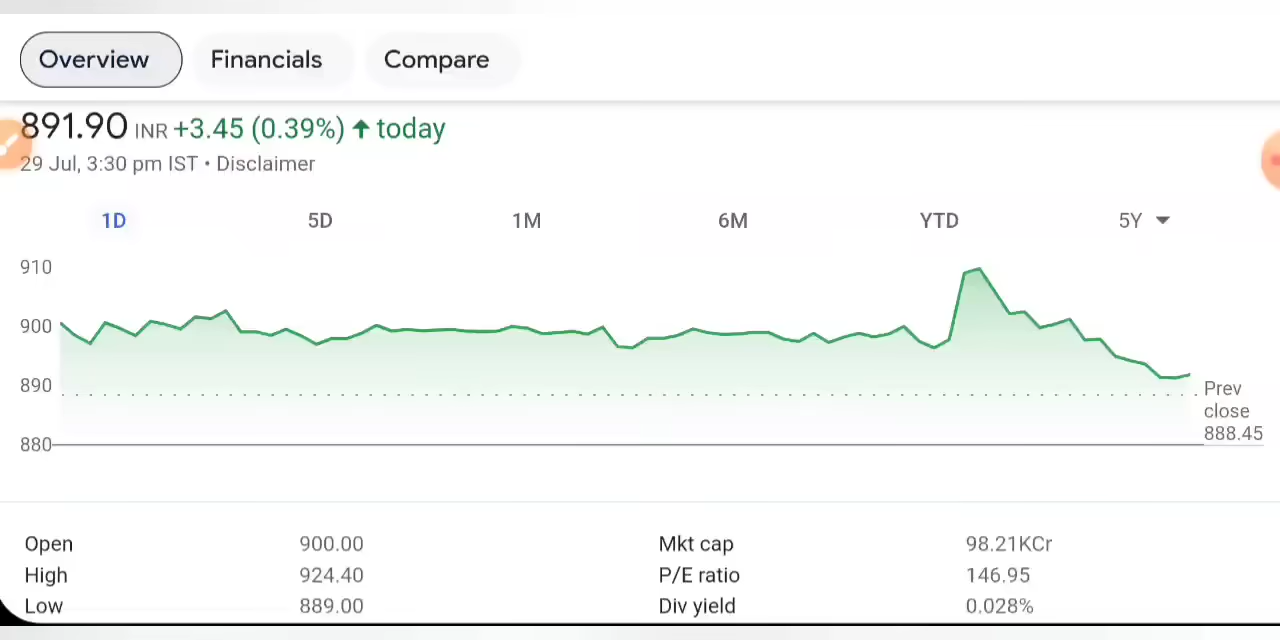 Overview Financials Compare
891.90 INR +3.45 (0.39%) ↑ today
29 Jul, 3:30 pm IST • Disclaimer
1D 5D 1M 6M YTD 5Y
910
900
890
880
Prev
close
888.45
Open 900.00 Mkt cap 98.21KCr
High 924.40 P/E ratio 146.95
Low 889.00 Div yield 0.028%